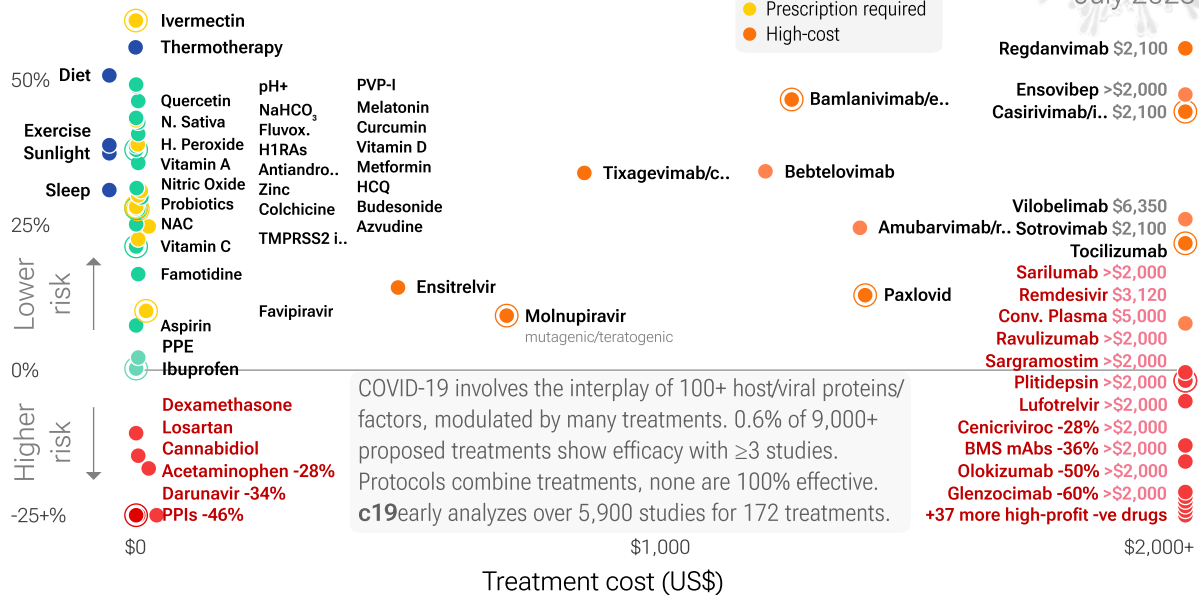 July 2025
Prescription required
High-cost
Ivermectin
Thermotherapy
Diet
50%
Quercetin
N. Sativa
Exercise
Sunlight
H. Peroxide
Vitamin A
Nitric Oxide
Sleep
Probiotics
25%
NAC
Vitamin C
Famotidine
Aspirin
PPE
0%
Ibuprofen
pH+
NaHCO3
Fluvox.
H1RAs
Antiandro..
Zinc
Colchicine
TMPRSS2 i..
Favipiravir
PVP-I
Melatonin
Curcumin
Vitamin D
Metformin
HCQ
Budesonide
Azvudine
Ensitrelvir
Molnupiravir
mutagenic/teratogenic
Tixagevimab/c..
Bamlanivimab/e..
Bebtelovimab
Amubarvimab/r..
Paxlovid
Regdanvimab $2,100
Ensovibep >$2,000
Casirivimab/i.. $2,100
Vilobelimab $6,350
Sotrovimab $2,100
Tocilizumab
Sarilumab >$2,000
Remdesivir $3,120
Conv. Plasma $5,000
Ravulizumab >$2,000
Sargramostim >$2,000
Plitidepsin >$2,000
Lufotrelvir >$2,000
Cenicriviroc -28% >$2,000
BMS mAbs -36% >$2,000
Olokizumab -50% >$2,000
Glenzocimab -60% >$2,000
+37 more high-profit -ve drugs
Lower
risk
Higher
risk
Dexamethasone
Losartan
Cannabidiol
Acetaminophen -28%
Darunavir -34%
PPIs -46%
-25+%
COVID-19 involves the interplay of 100+ host/viral proteins/
factors, modulated by many treatments. 0.6% of 9,000+
proposed treatments show efficacy with ≥3 studies.
Protocols combine treatments, none are 100% effective.
c19early analyzes over 5,900 studies for 172 treatments.
$0
$1,000
$2,000+
Treatment cost (US$)